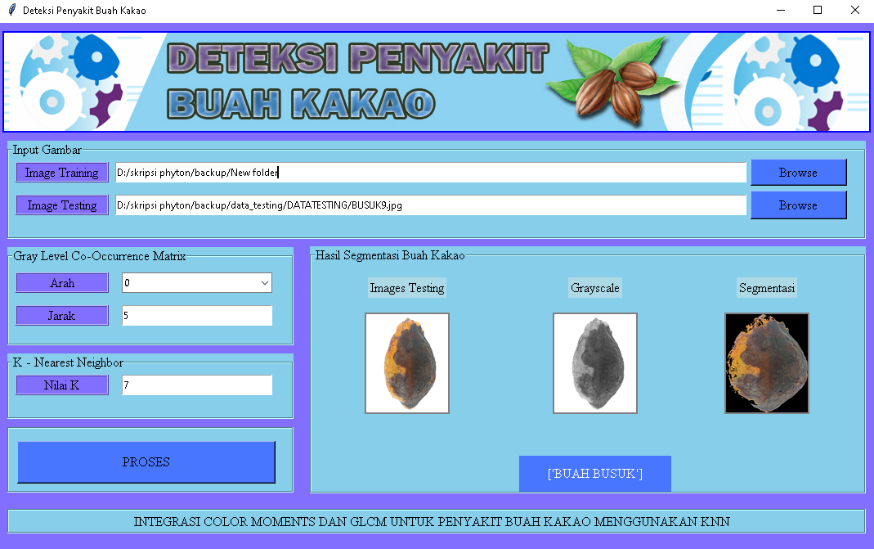 Deteksi Penyakit Buah Kakao
DETEKSI PENYAKIT
BUAH KAKAO
Input Gambar
Image Training
D:/skripsi phyton/backup/New folder
Browse
Image Testing
D:/skripsi phyton/backup/data_testing/DATATESTING/BUSUK9.jpg
Browse
Gray Level Co-Occurrence Matrix
Arah
0
Jarak
5
K - Nearest Neighbor
Nilai K
7
PROSES
Hasil Segmentasi Buah Kakao
Images Testing
Grayscale
Segmentasi
['BUAH BUSUK']
INTEGRASI COLOR MOMENTS DAN GLCM UNTUK PENYAKIT BUAH KAKAO MENGGUNAKAN KNN